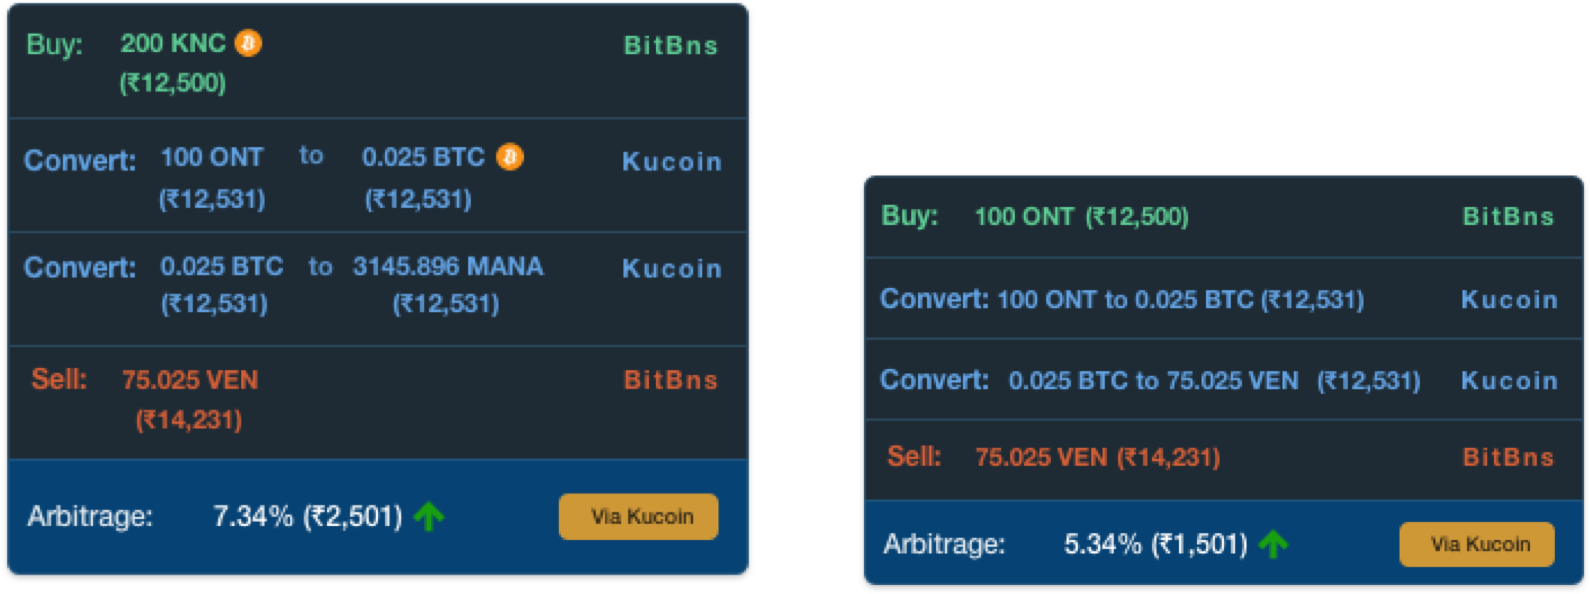 Buy: 200 KNC BitBns
(₹12,500)
Convert: 100 ONT to 0.025 BTC Kucoin
(₹12,531) (₹12,531)
Convert: 0.025 BTC to 3145.896 MANA Kucoin
(₹12,531) (₹12,531)
Sell: 75.025 VEN BitBns
(₹14,231)
Arbitrage: 7.34% (₹2,501) Via Kucoin
Buy: 100 ONT (₹12,500) BitBns
Convert: 100 ONT to 0.025 BTC (₹12,531) Kucoin
Convert: 0.025 BTC to 75.025 VEN (₹12,531) Kucoin
Sell: 75.025 VEN (₹14,231) BitBns
Arbitrage: 5.34% (₹1,501) Via Kucoin